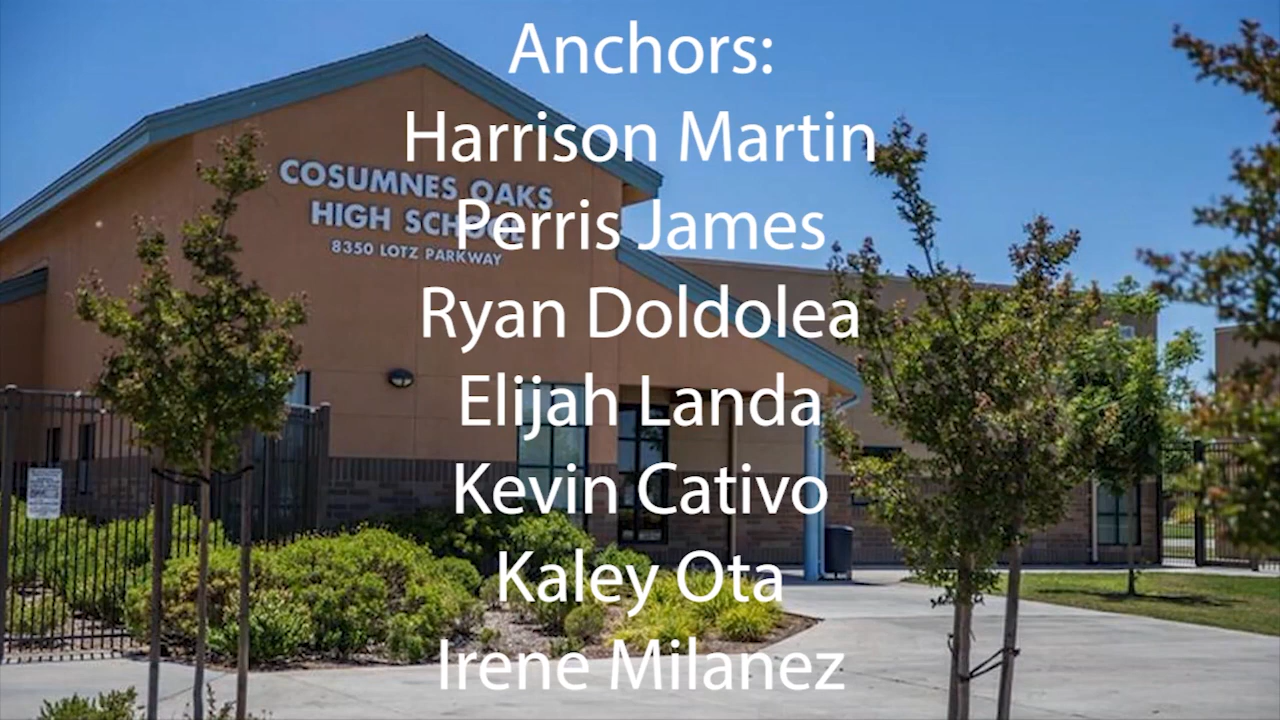 Anchors:
Harrison Martin
COSUMNES OAKS
HIGH SCHOOL
8350 LOTZ PARKWAY
Perris James
Ryan Doldolea
Elijah Landa
Kevin Cativo
Kaley Ota
Irene Milanez